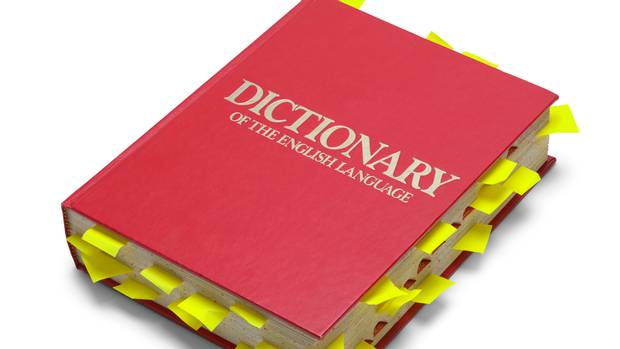 DICTIONARY
OF THE ENGLISH LANGUAGE